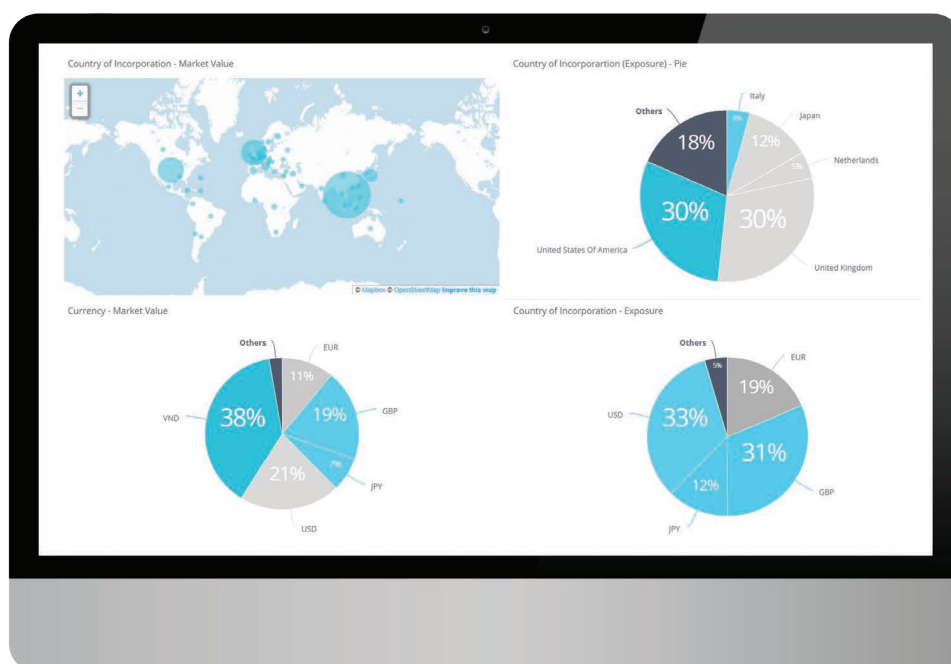 Country of Incorporation - Market Value
+
−
© Mapbox © OpenStreetMap Improve this map
Country of Incorporartion (Exposure) - Pie
Italy
Japan
12%
Netherlands
5%
United Kingdom
30%
United States Of America
30%
Others
18%
Currency - Market Value
Others
EUR
11%
GBP
19%
JPY
7%
USD
21%
VND
38%
Country of Incorporation - Exposure
Others
5%
EUR
19%
GBP
31%
JPY
12%
USD
33%